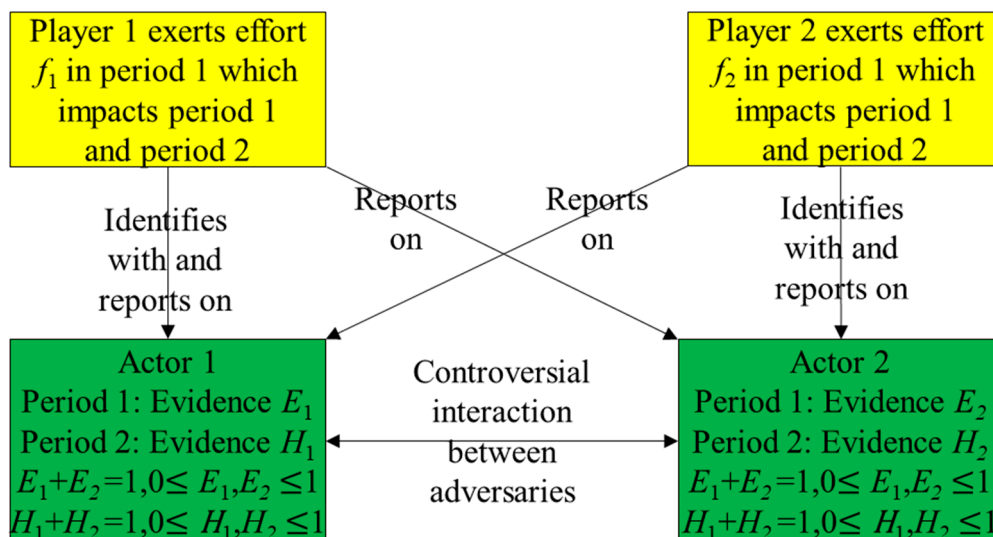 Player 1 exerts effort
f₁ in period 1 which
impacts period 1
and period 2
Player 2 exerts effort
f₂ in period 1 which
impacts period 1
and period 2
Identifies
with and
reports on
Reports
on
Reports
on
Identifies
with and
reports on
Actor 1
Period 1: Evidence E₁
Period 2: Evidence H₁
E₁+E₂=1,0≤ E₁,E₂ ≤1
H₁+H₂=1,0≤ H₁,H₂ ≤1
Controversial
interaction
between
adversaries
Actor 2
Period 1: Evidence E₂
Period 2: Evidence H₂
E₁+E₂=1,0≤ E₁,E₂ ≤1
H₁+H₂=1,0≤ H₁,H₂ ≤1